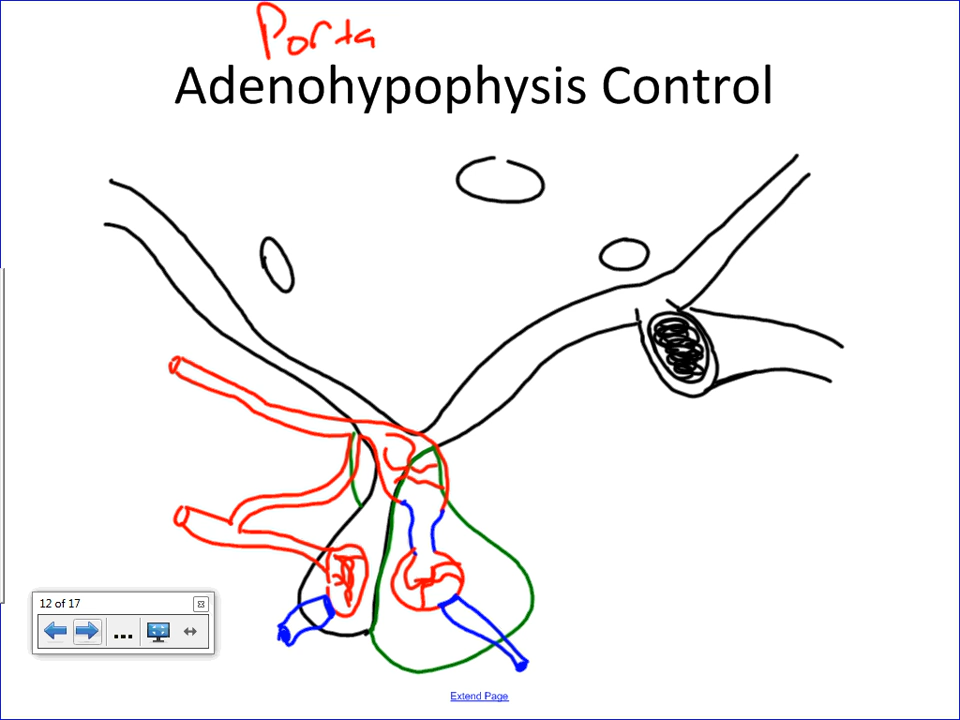 Porta
Adenohypophysis Control
12 of 17
...
Extend Page